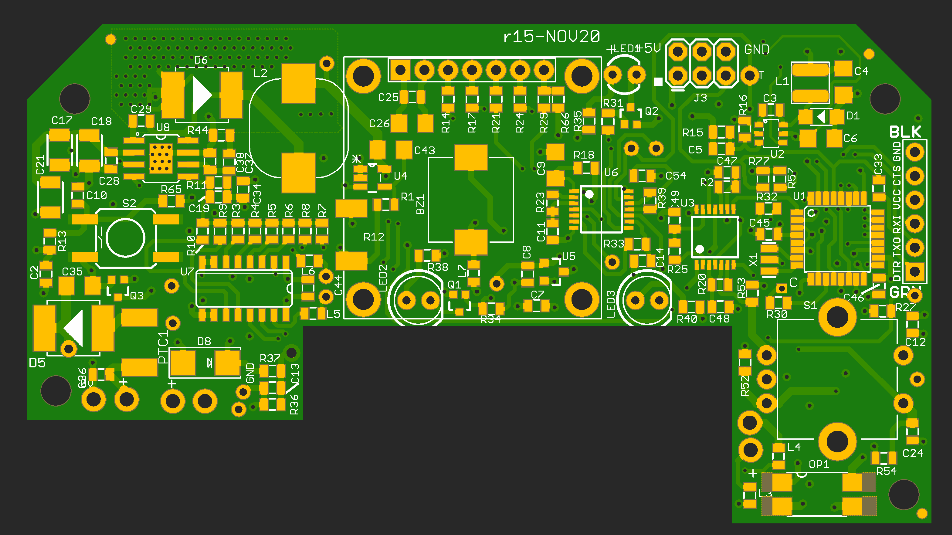 r15-NOV20
LED1
+5V
GND
T
J3
D6
L2
C25
R14
R17
R21
R24
R29
R66
R35
R31
Q2
R16
C3
L1
C4
D1
C6
U2
R15
C5
BLK
C17
C18
C29
U8
R44
C26
C43
U4
C21
C28
C10
R65
R11
C37
C34
C19
S2
R13
R10
R9
R3
R4
R5
R6
R8
R7
R1
R12
BZ1
C9
R18
U6
C54
R23
C11
R39
C49
R33
C14
R25
U3
C47
R2
R77
R57
R32
C45
U1
C33
GND
CTS
VCC
RXI
TXO
DTR
GRN
C2
C35
Q3
U7
L6
C44
L5
LED2
R38
L7
Q1
R34
C8
U5
C7
LED3
R40
C48
R20
R53
X1
C
R30
C46
S1
R27
C12
D5
PTC1
D8
R37
C13
R36
GND
+
+
R52
L4
OP1
R54
C24
+